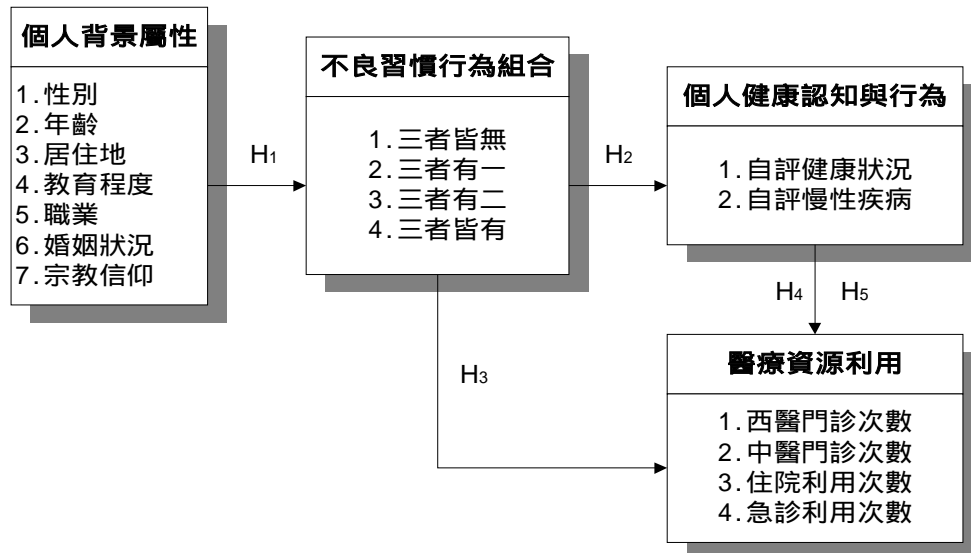 個人背景屬性
1.性別
2.年齡
3.居住地
4.教育程度
5.職業
6.婚姻狀況
7.宗教信仰
H1
不良習慣行為組合
1.三者皆無
2.三者有一
3.三者有二
4.三者皆有
H2
個人健康認知與行為
1.自評健康狀況
2.自評慢性疾病
H4 H5
H3
醫療資源利用
1.西醫門診次數
2.中醫門診次數
3.住院利用次數
4.急診利用次數